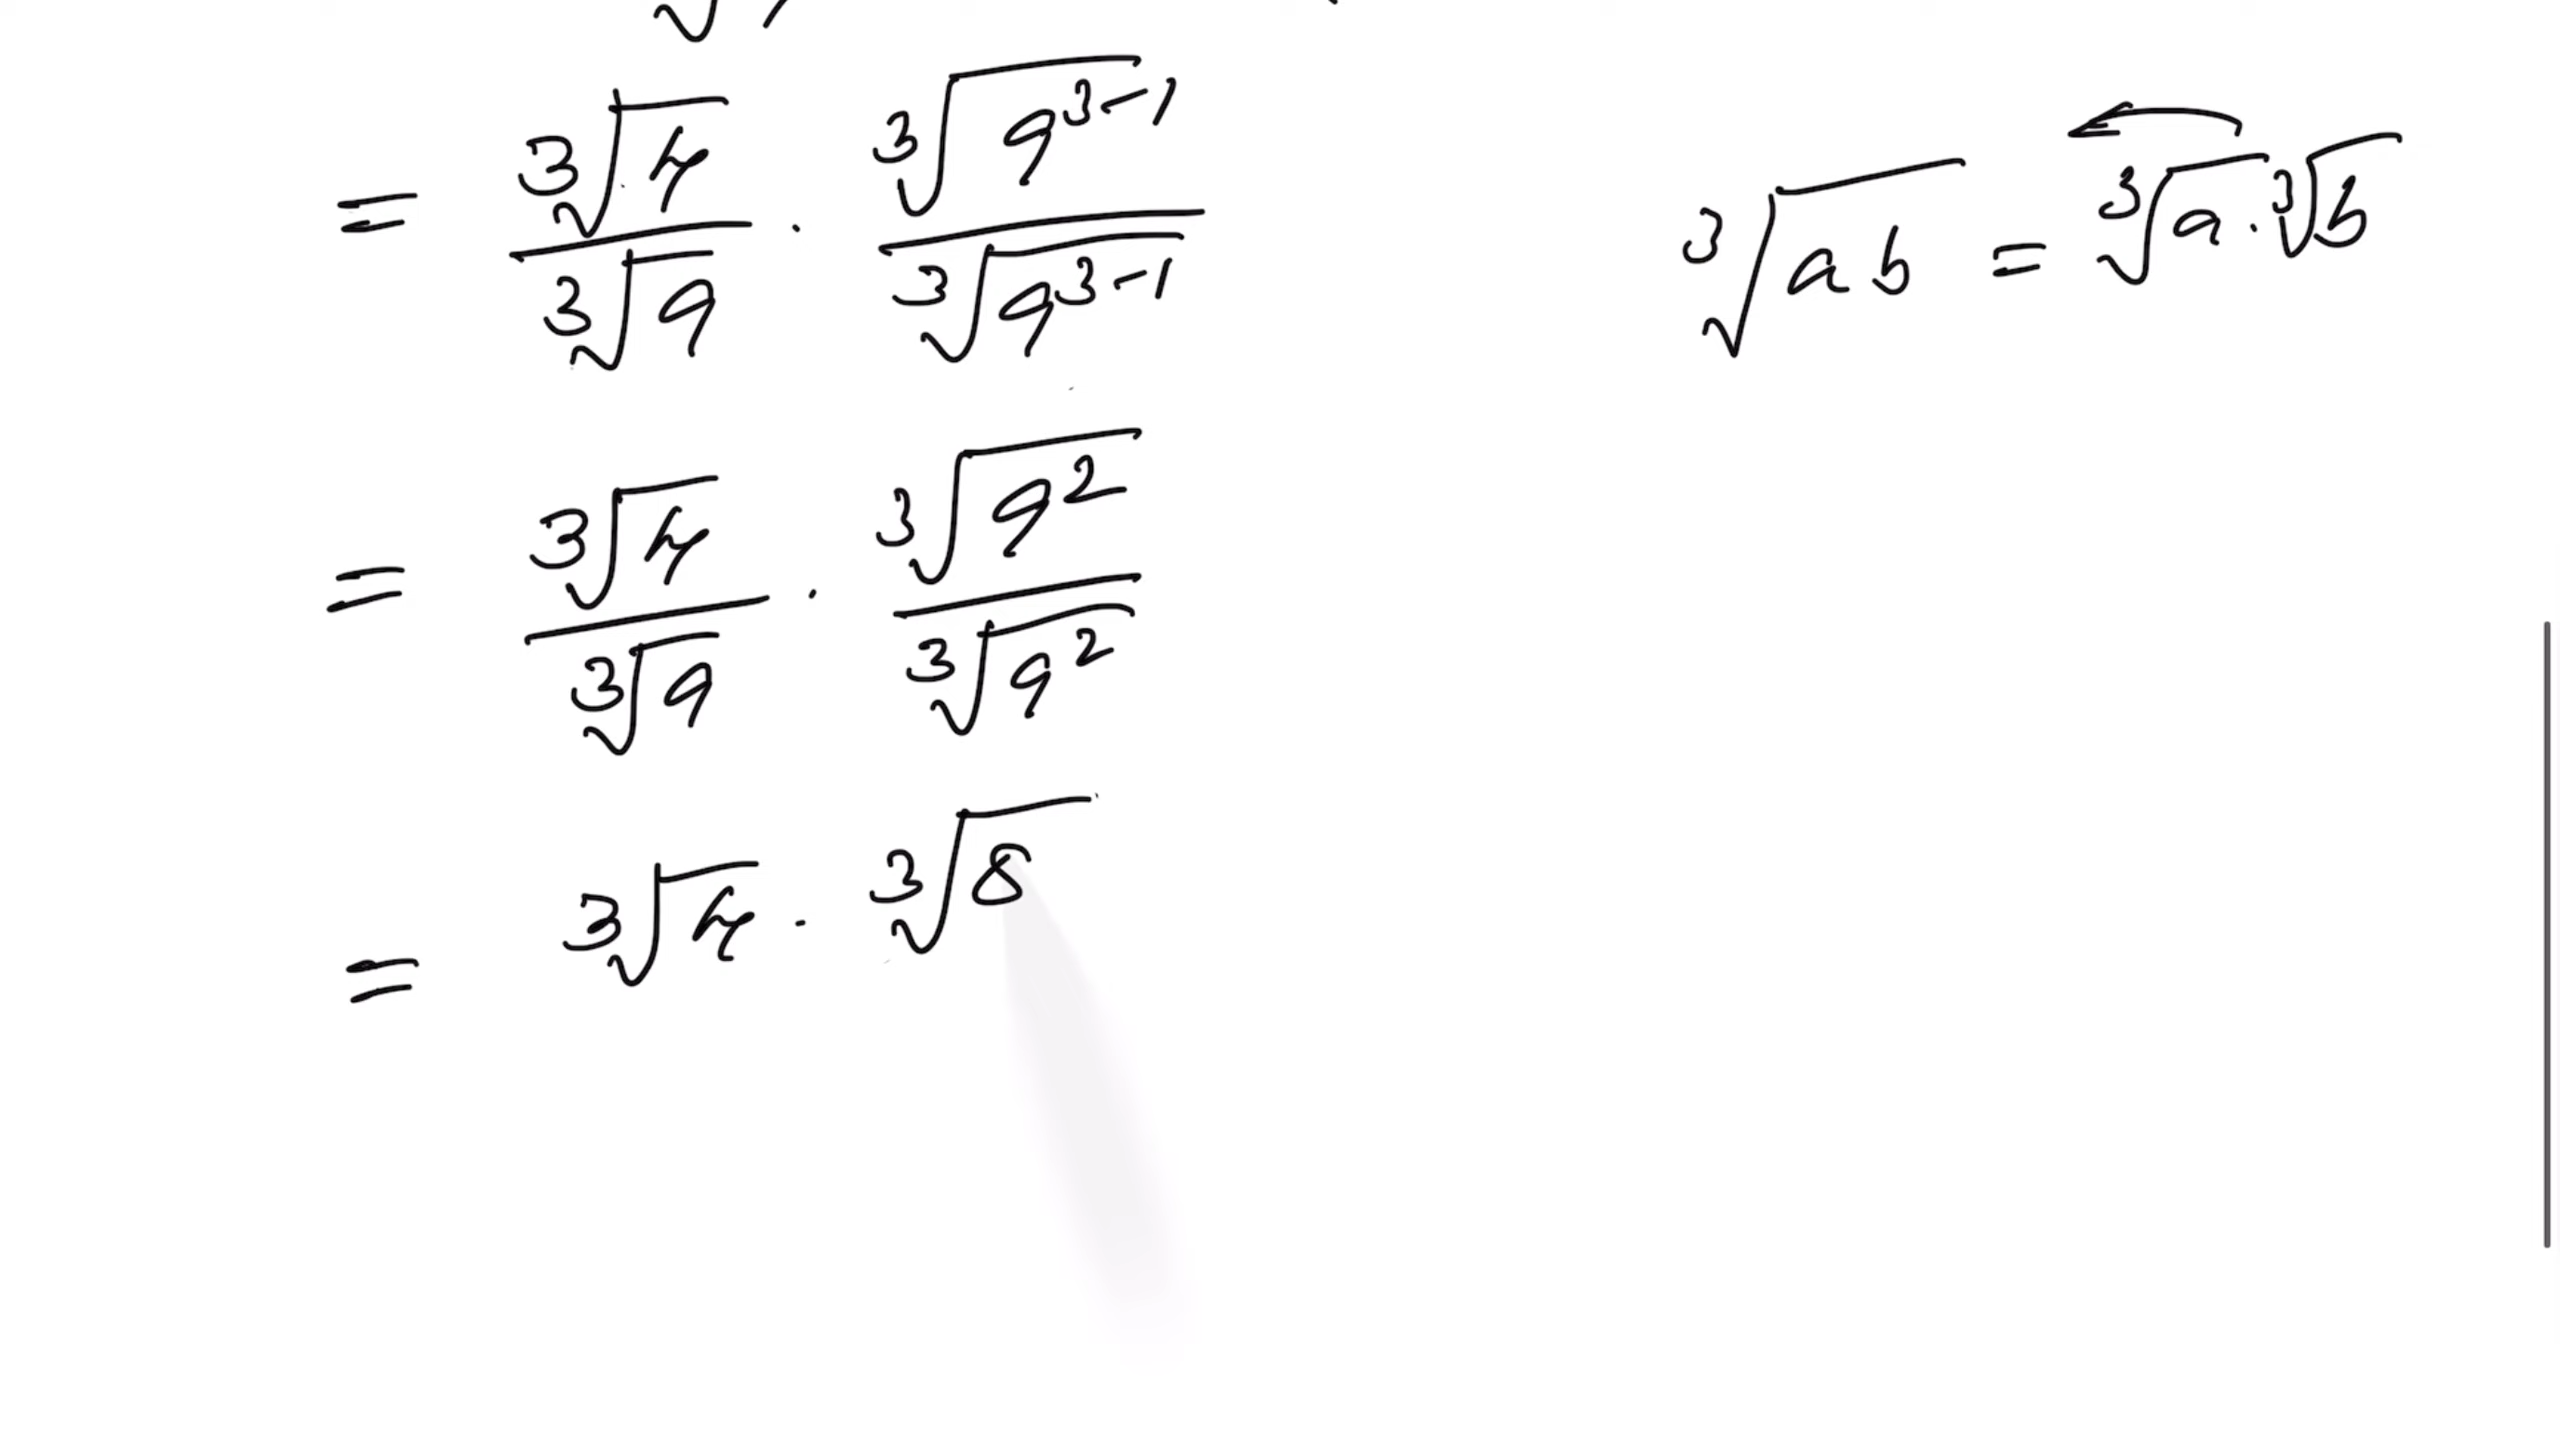 = ∛4/∛9 · ∛9^(3-1)/∛9^(3-1)
∛ab = ∛a · ∛b
= ∛4/∛9 · ∛9²/∛9²
= ∛4 · ∛8